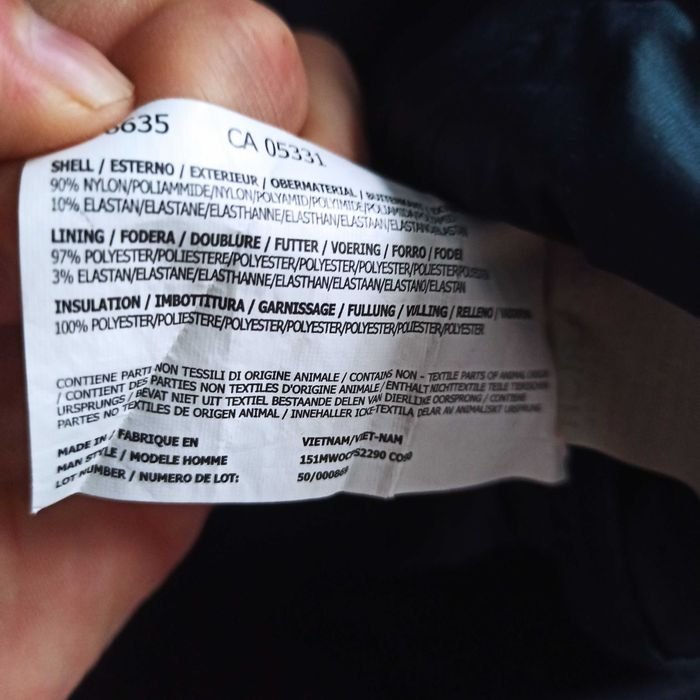 6635
CA 05331
SHELL / ESTERNO / EXTERIEUR / OBERMATERIAL /
90% NYLON/POLIAMMIDE/NYLON/POLYAMID/POLYIMIDE/POLIAMIDA/
10% ELASTAN/ELASTANE/ELASTHANNE/ELASTHAN/ELASTAAN/ELASTANO/ELASTAN
LINING / FODERA / DOUBLURE / FUTTER / VOERING / FORRO / FODER
97% POLYESTER/POLIESTERE/POLYESTER/POLYESTER/POLYESTER/POLIESTER/POLYESTER
3% ELASTAN/ELASTANE/ELASTHANNE/ELASTHAN/ELASTAAN/ELASTANO/ELASTAN
INSULATION / IMBOTTITURA / GARNISSAGE / FULLUNG / VULLING / RELLENO /
100% POLYESTER/POLIESTERE/POLYESTER/POLYESTER/POLYESTER/POLIESTER/POLYESTER
CONTIENE PARTI NON TESSILI DI ORIGINE ANIMALE / CONTAINS NON - TEXTILE PARTS OF ANIMAL ORIGIN
/ CONTIENT DES PARTIES NON TEXTILES D'ORIGINE ANIMALE / ENTHALT NICHTTEXTILE TEILE TIERISCHEN
URSPRUNGS / BEVAT NIET UIT TEXTIEL BESTAANDE DELEN VAN DIERLIJKE OORSPRONG / CONTIENE
PARTES NO TEXTILES DE ORIGEN ANIMAL / INNEHALLER ICKE-TEXTILA DELAR AV ANIMALISKT URSPRUNG
MADE IN / FABRIQUE EN VIETNAM/VIET-NAM
MAN STYLE / MODELE HOMME
LOT NUMBER / NUMERO DE LOT: